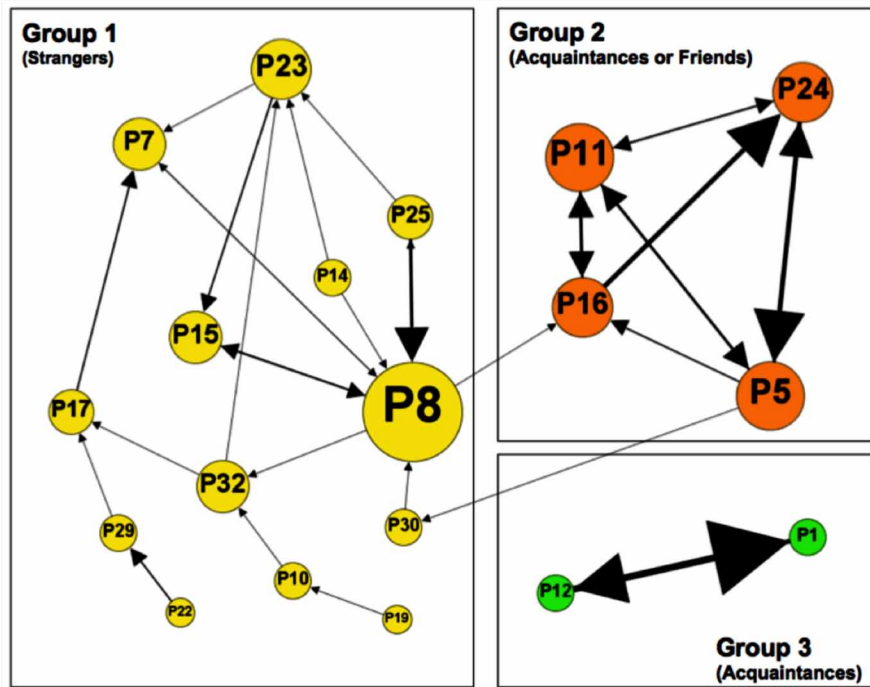 Group 1
(Strangers)
P23
P7
P25
P14
P15
P8
P17
P32
P29
P30
P10
P22
P19
Group 2
(Acquaintances or Friends)
P24
P11
P16
P5
P1
P12
Group 3
(Acquaintances)